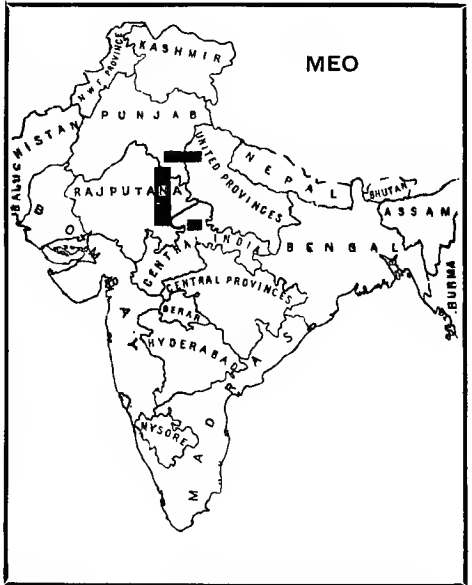 MEO
KASHMIR
N.W.F. PROVINCE
PUNJAB
BALUCHISTAN
UNITED PROVINCES
NEPAL
BHUTAN
RAJPUTANA
ASSAM
BOMBAY
CENTRAL INDIA
BENGAL
BURMA
CENTRAL PROVINCES
BERAR
HYDERABAD
MADRAS
MYSORE